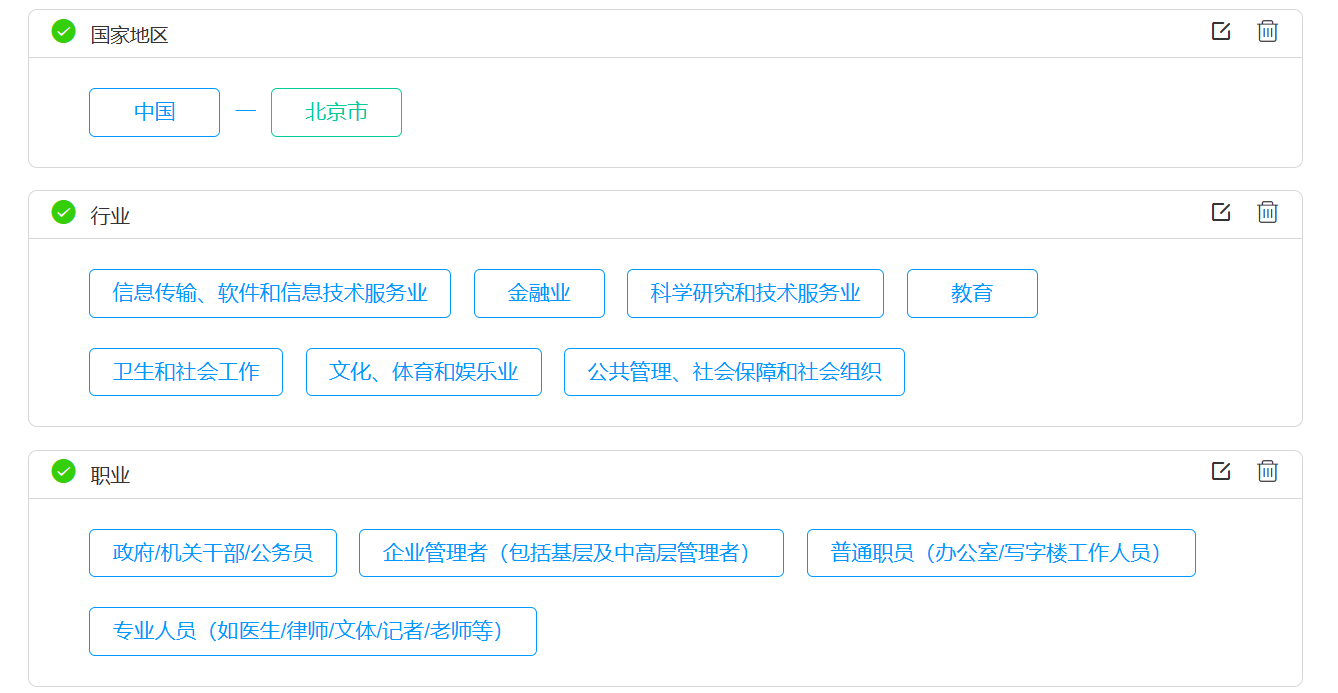 国家地区
中国 — 北京市
行业
信息传输、软件和信息技术服务业 金融业 科学研究和技术服务业 教育
卫生和社会工作 文化、体育和娱乐业 公共管理、社会保障和社会组织
职业
政府/机关干部/公务员 企业管理者（包括基层及中高层管理者） 普通职员（办公室/写字楼工作人员）
专业人员（如医生/律师/文体/记者/老师等）